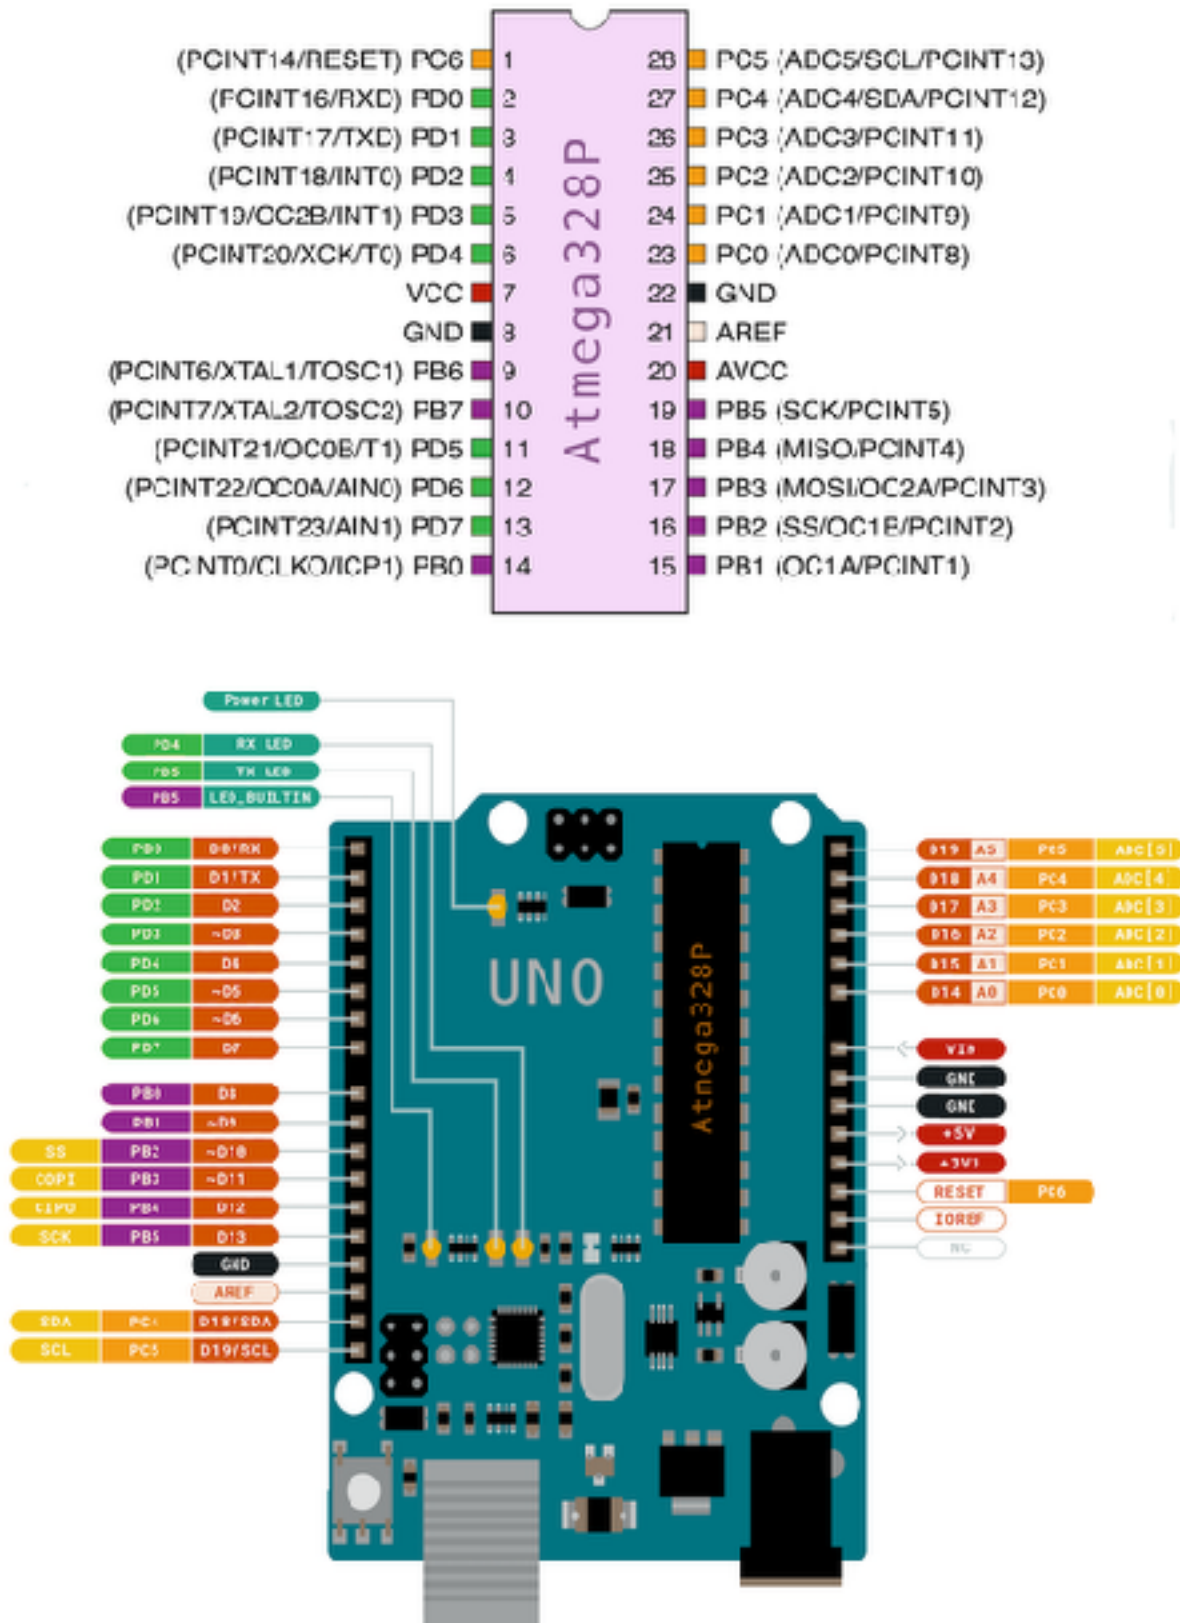 (PCINT14/RESET) PC6 1 28 PC5 (ADC5/SCL/PCINT13)
(PCINT16/RXD) PD0 2 27 PC4 (ADC4/SDA/PCINT12)
(PCINT17/TXD) PD1 3 26 PC3 (ADC3/PCINT11)
(PCINT18/INT0) PD2 4 25 PC2 (ADC2/PCINT10)
(PCINT19/OC2B/INT1) PD3 5 24 PC1 (ADC1/PCINT9)
(PCINT20/XCK/T0) PD4 6 23 PC0 (ADC0/PCINT8)
VCC 7 22 GND
GND 8 21 AREF
(PCINT6/XTAL1/TOSC1) PB6 9 20 AVCC
(PCINT7/XTAL2/TOSC2) PB7 10 19 PB5 (SCK/PCINT5)
(PCINT21/OC0B/T1) PD5 11 18 PB4 (MISO/PCINT4)
(PCINT22/OC0A/AIN0) PD6 12 17 PB3 (MOSI/OC2A/PCINT3)
(PCINT23/AIN1) PD7 13 16 PB2 (SS/OC1B/PCINT2)
(PCINT0/CLKO/ICP1) PB0 14 15 PB1 (OC1A/PCINT1)
Atmega328P
Power LED
PD4 RX LED
TX LED
PB5 LED_BUILTIN
PD0 D0/RX D19 A5 PC5 ADC[5]
PD1 D1/TX D18 A4 PC4 ADC[4]
PD2 D2 D17 A3 PC3 ADC[3]
PD3 ~D3 D16 A2 PC2 ADC[2]
PD4 D15 A1 PC1 ADC[1]
PD5 ~D5 D14 A0 PC0 ADC[0]
PD6 ~D6
PD7 D7 VIN
PB0 D8 GND
PB1 ~D9 GND
SS PB2 ~D10 +5V
COPI PB3 ~D11 +3V3
CIPO PB4 D12 RESET PC6
SCK PB5 D13 IOREF
GND NC
AREF
SDA PC4 D18/SDA
SCL PC5 D19/SCL
UNO
Atmega328P